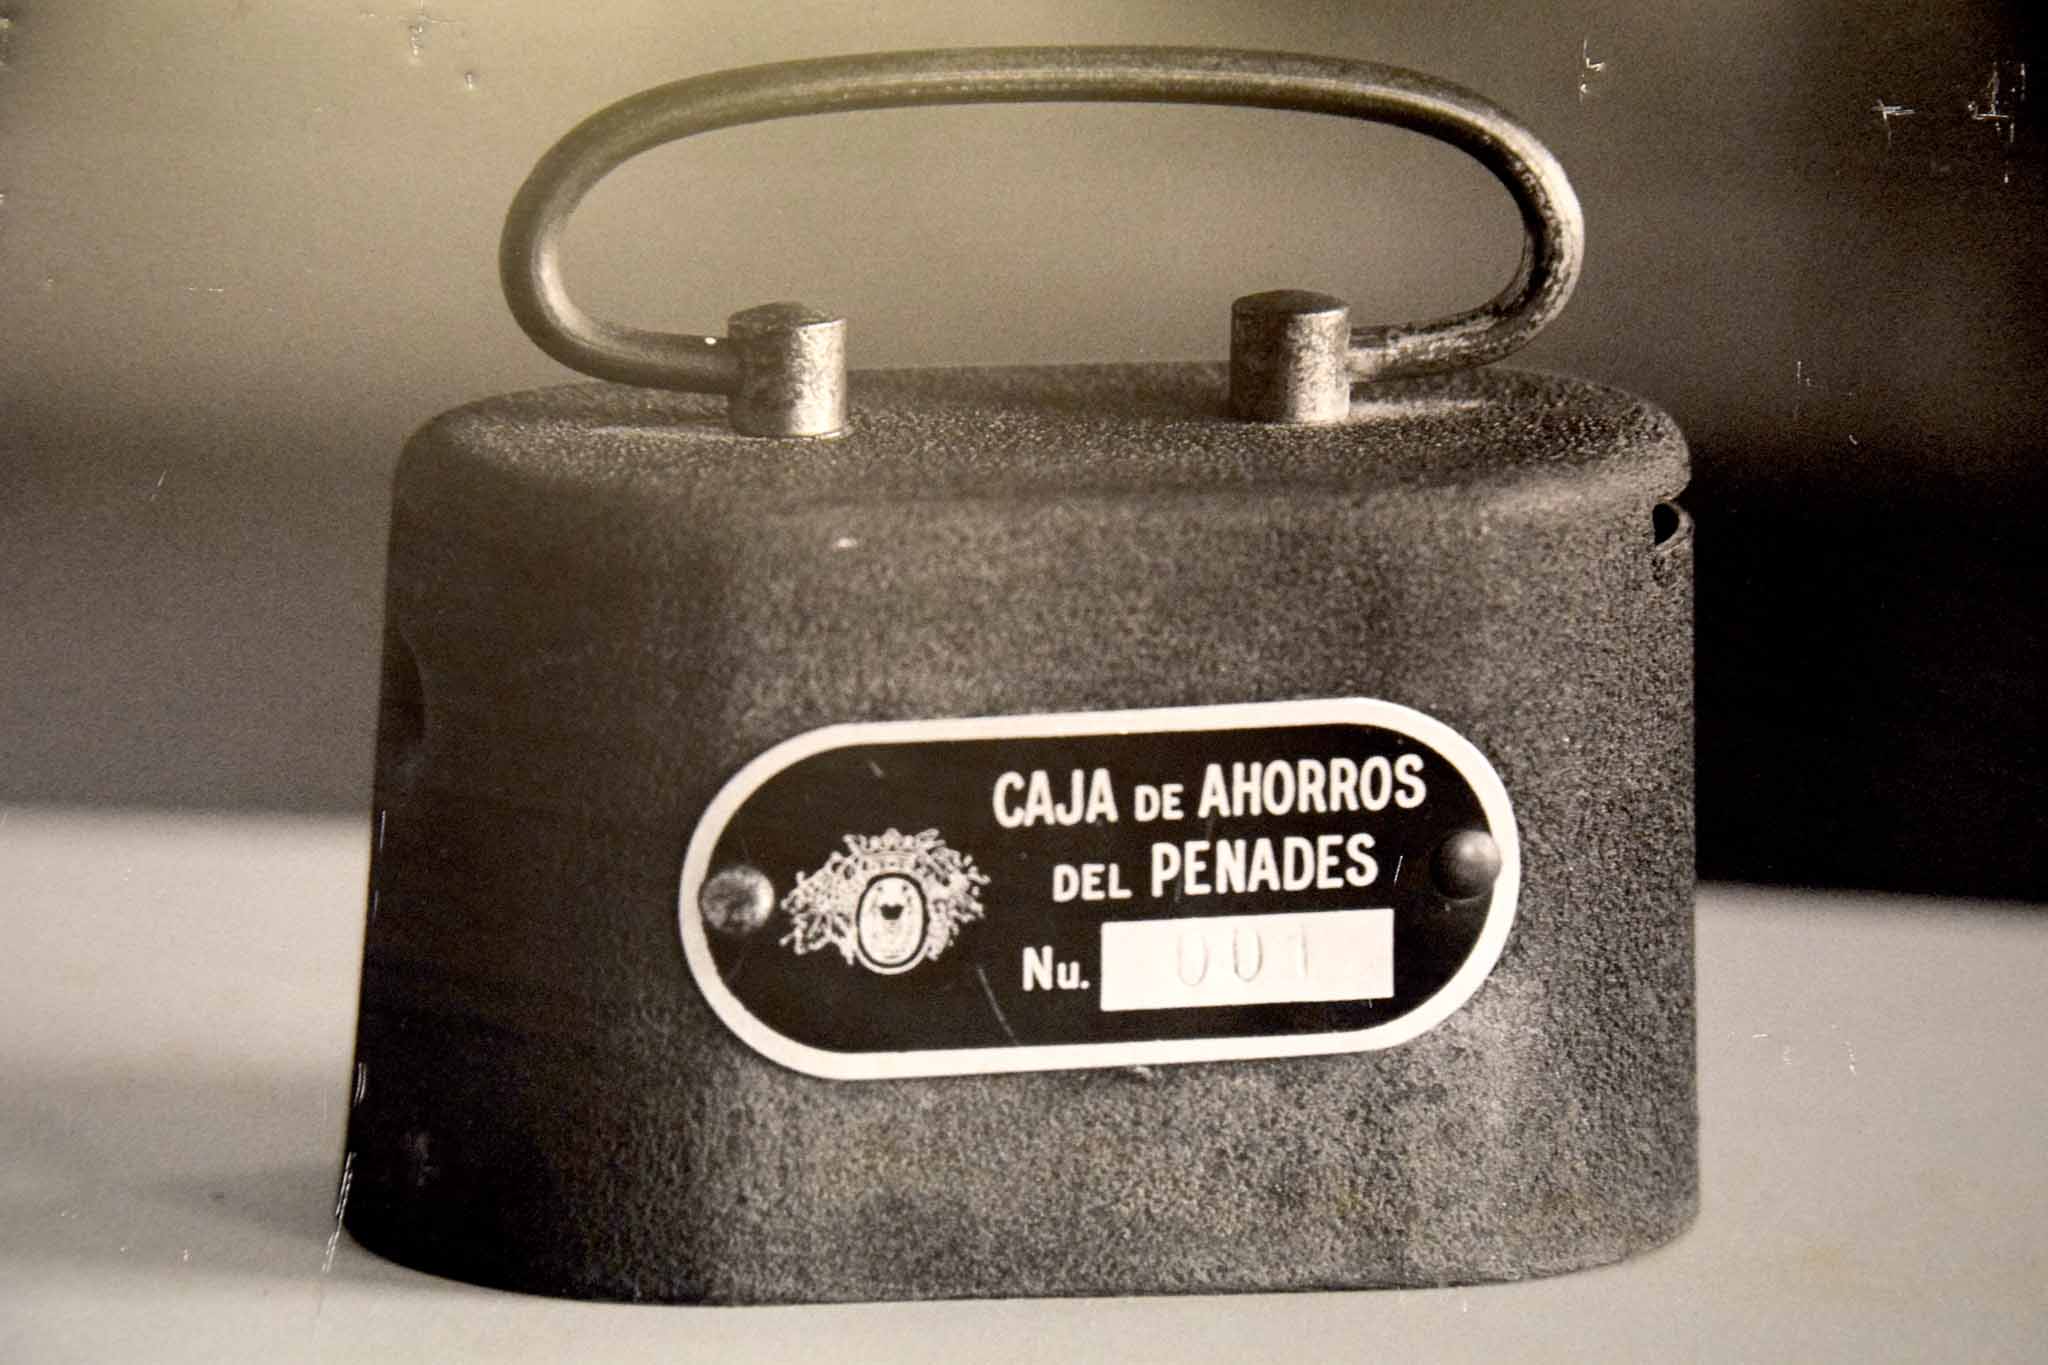 CAJA DE AHORROS
DEL PENADES
Nu. 001